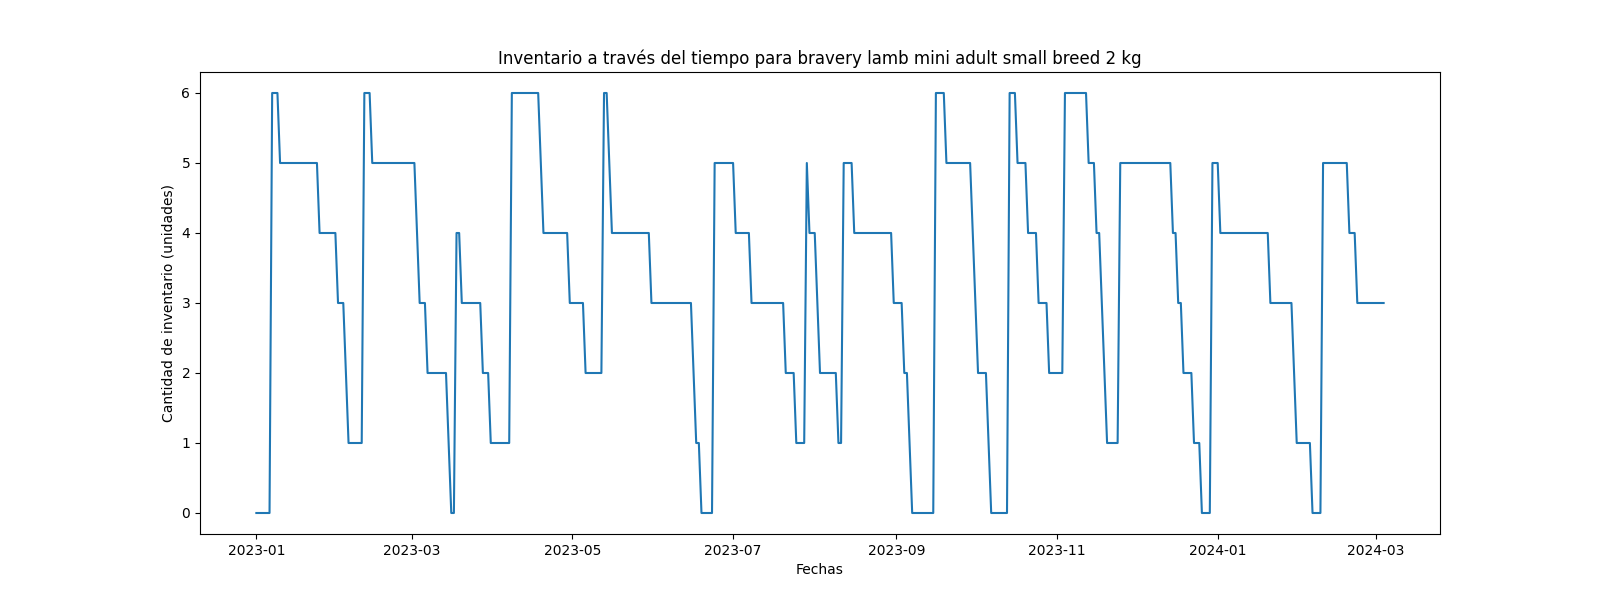 Inventario a través del tiempo para bravery lamb mini adult small breed 2 kg
Cantidad de inventario (unidades)
6
5
4
3
2
1
0
2023-01 2023-03 2023-05 2023-07 2023-09 2023-11 2024-01 2024-03
Fechas